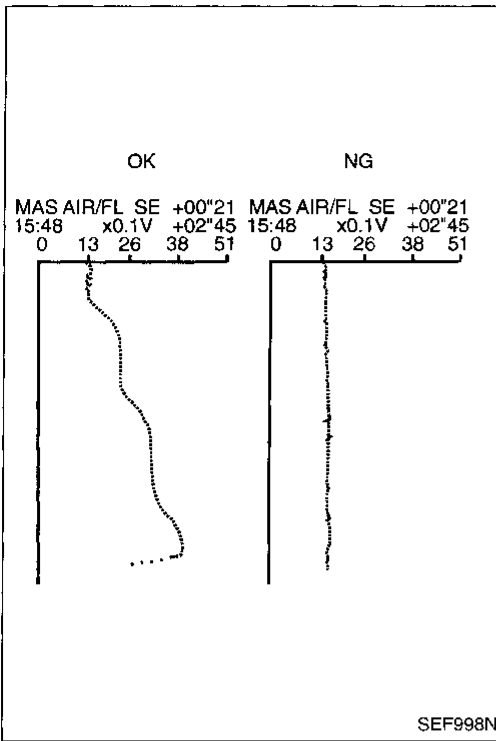 OK NG
MAS AIR/FL SE +00"21 MAS AIR/FL SE +00"21
15:48 x0.1V +02"45 15:48 x0.1V +02"45
0 13 26 38 51 0 13 26 38 51
SEF998N